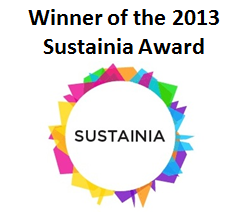 Winner of the 2013
Sustainia Award
SUSTAINIA